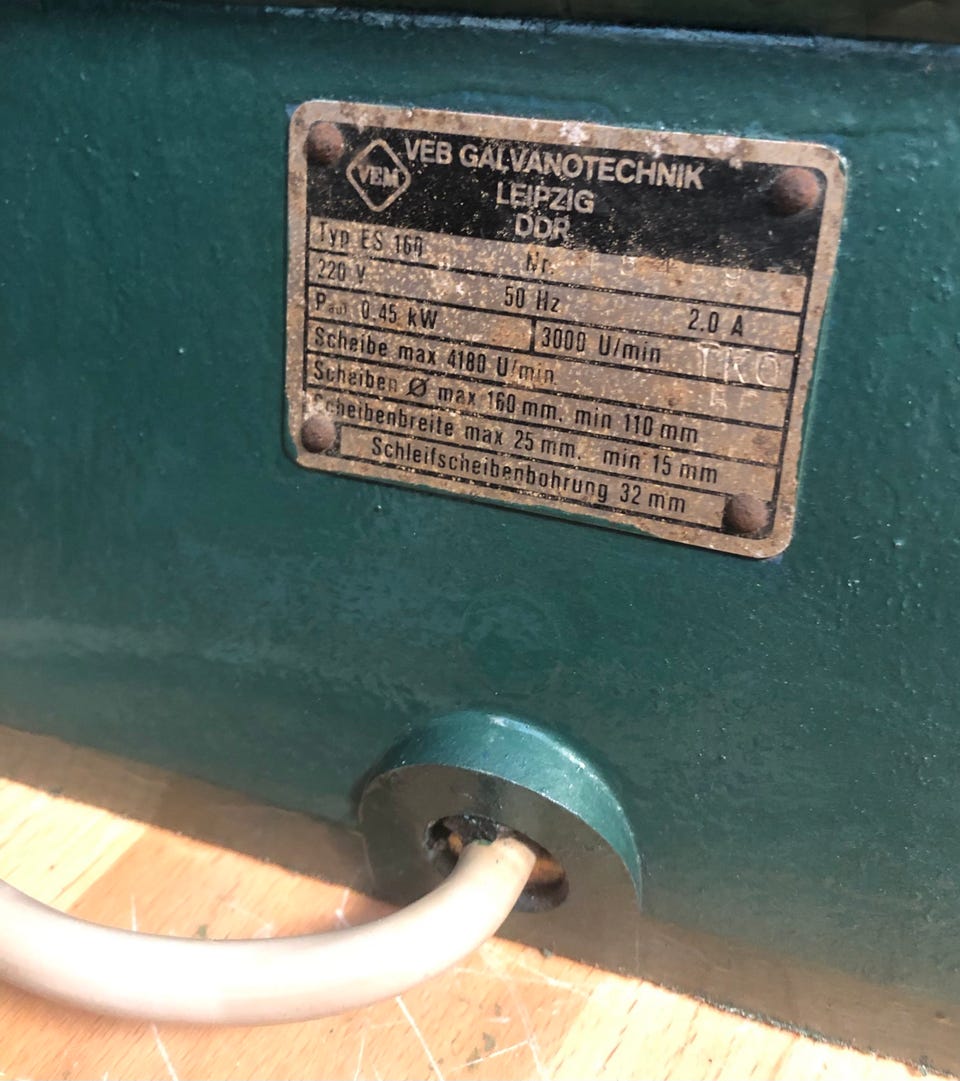 VEM
VEB GALVANOTECHNIK
LEIPZIG
DDR
Typ ES 160 Nr.
220 V 50 Hz 2.0 A
Pauf 0.45 kW 3000 U/min TKO
Scheibe max 4180 U/min
Scheiben Ø max 160 mm. min 110 mm
Scheibenbreite max 25 mm. min 15 mm
Schleifscheibenbohrung 32 mm